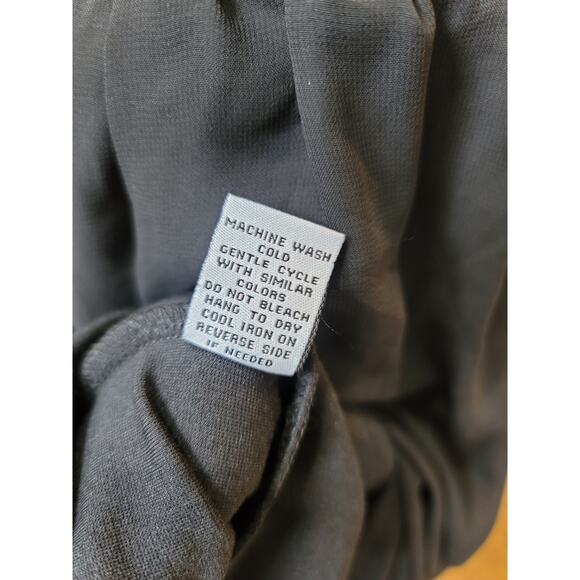 MACHINE WASH
COLD
GENTLE CYCLE
WITH SIMILAR
COLORS
DO NOT BLEACH
HANG TO DRY
COOL IRON ON
REVERSE SIDE
IF NEEDED